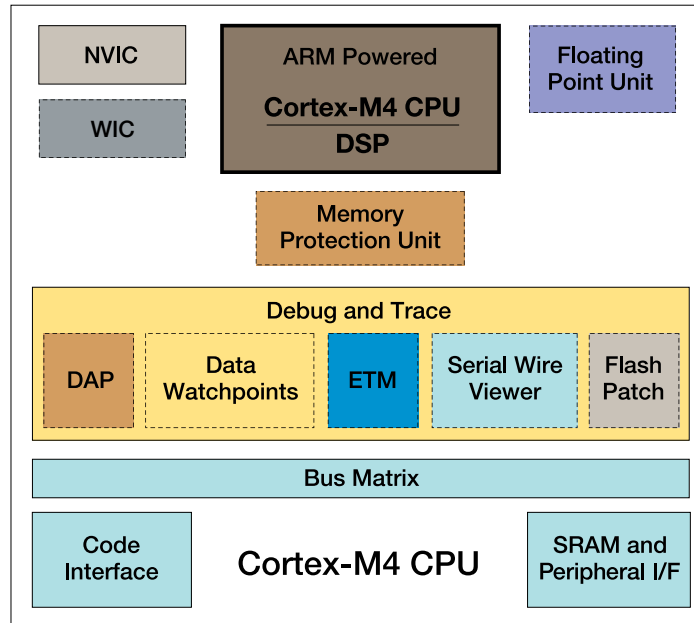 NVIC
WIC
ARM Powered
Cortex-M4 CPU
DSP
Floating
Point Unit
Memory
Protection Unit
Debug and Trace
DAP
Data
Watchpoints
ETM
Serial Wire
Viewer
Flash
Patch
Bus Matrix
Code
Interface
Cortex-M4 CPU
SRAM and
Peripheral I/F